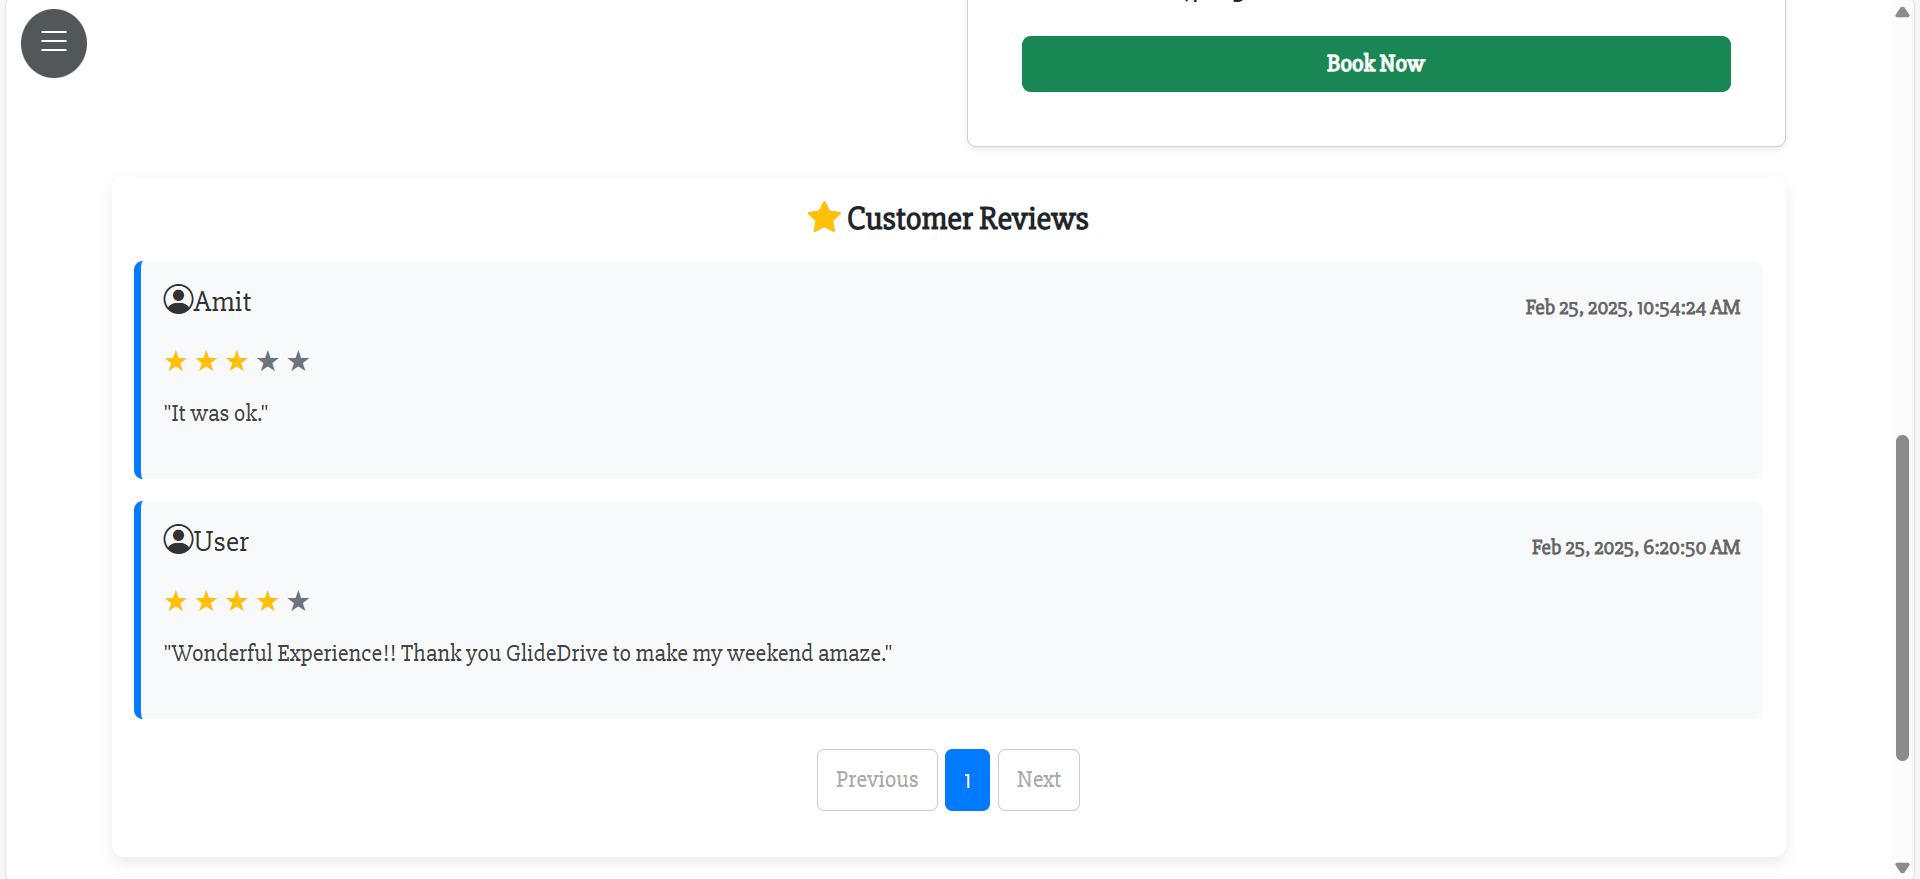 Book Now
Customer Reviews
Amit
Feb 25, 2025, 10:54:24 AM
"It was ok."
User
Feb 25, 2025, 6:20:50 AM
"Wonderful Experience!! Thank you GlideDrive to make my weekend amaze."
Previous 1 Next